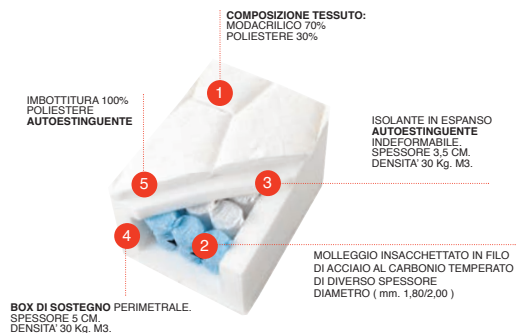 COMPOSIZIONE TESSUTO:
MODACRILICO 70%
POLIESTERE 30%
1
IMBOTTITURA 100%
POLIESTERE
AUTOESTINGUENTE
ISOLANTE IN ESPANSO
AUTOESTINGUENTE
INDEFORMABILE.
SPESSORE 3,5 CM.
DENSITA' 30 Kg. M3.
5
3
4
2
MOLLEGGIO INSACCHETTATO IN FILO
DI ACCIAIO AL CARBONIO TEMPERATO
DI DIVERSO SPESSORE
DIAMETRO ( mm. 1,80/2,00 )
BOX DI SOSTEGNO PERIMETRALE.
SPESSORE 5 CM.
DENSITA' 30 Kg. M3.